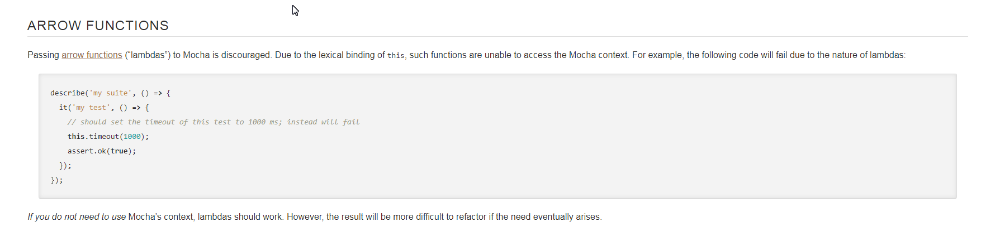 ARROW FUNCTIONS
Passing arrow functions (“lambdas”) to Mocha is discouraged. Due to the lexical binding of this, such functions are unable to access the Mocha context. For example, the following code will fail due to the nature of lambdas:
describe('my suite', () => {
  it('my test', () => {
    // should set the timeout of this test to 1000 ms; instead will fail
    this.timeout(1000);
    assert.ok(true);
  });
});
If you do not need to use Mocha’s context, lambdas should work. However, the result will be more difficult to refactor if the need eventually arises.